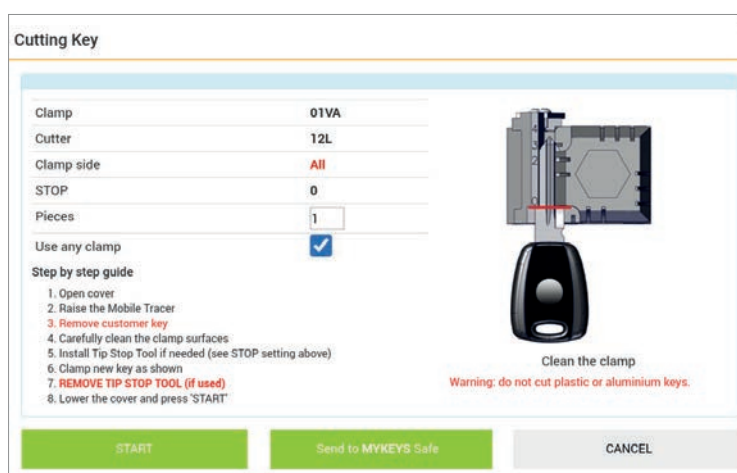 Cutting Key
Clamp 01VA
Cutter 12L
Clamp side All
STOP 0
Pieces 1
Use any clamp
Step by step guide
1. Open cover
2. Raise the Mobile Tracer
3. Remove customer key
4. Carefully clean the clamp surfaces
5. Install Tip Stop Tool if needed (see STOP setting above)
6. Clamp new key as shown
7. REMOVE TIP STOP TOOL (if used)
8. Lower the cover and press 'START'
4
3
2
0
Clean the clamp
Warning: do not cut plastic or aluminium keys.
START Send to MYKEYS Safe CANCEL